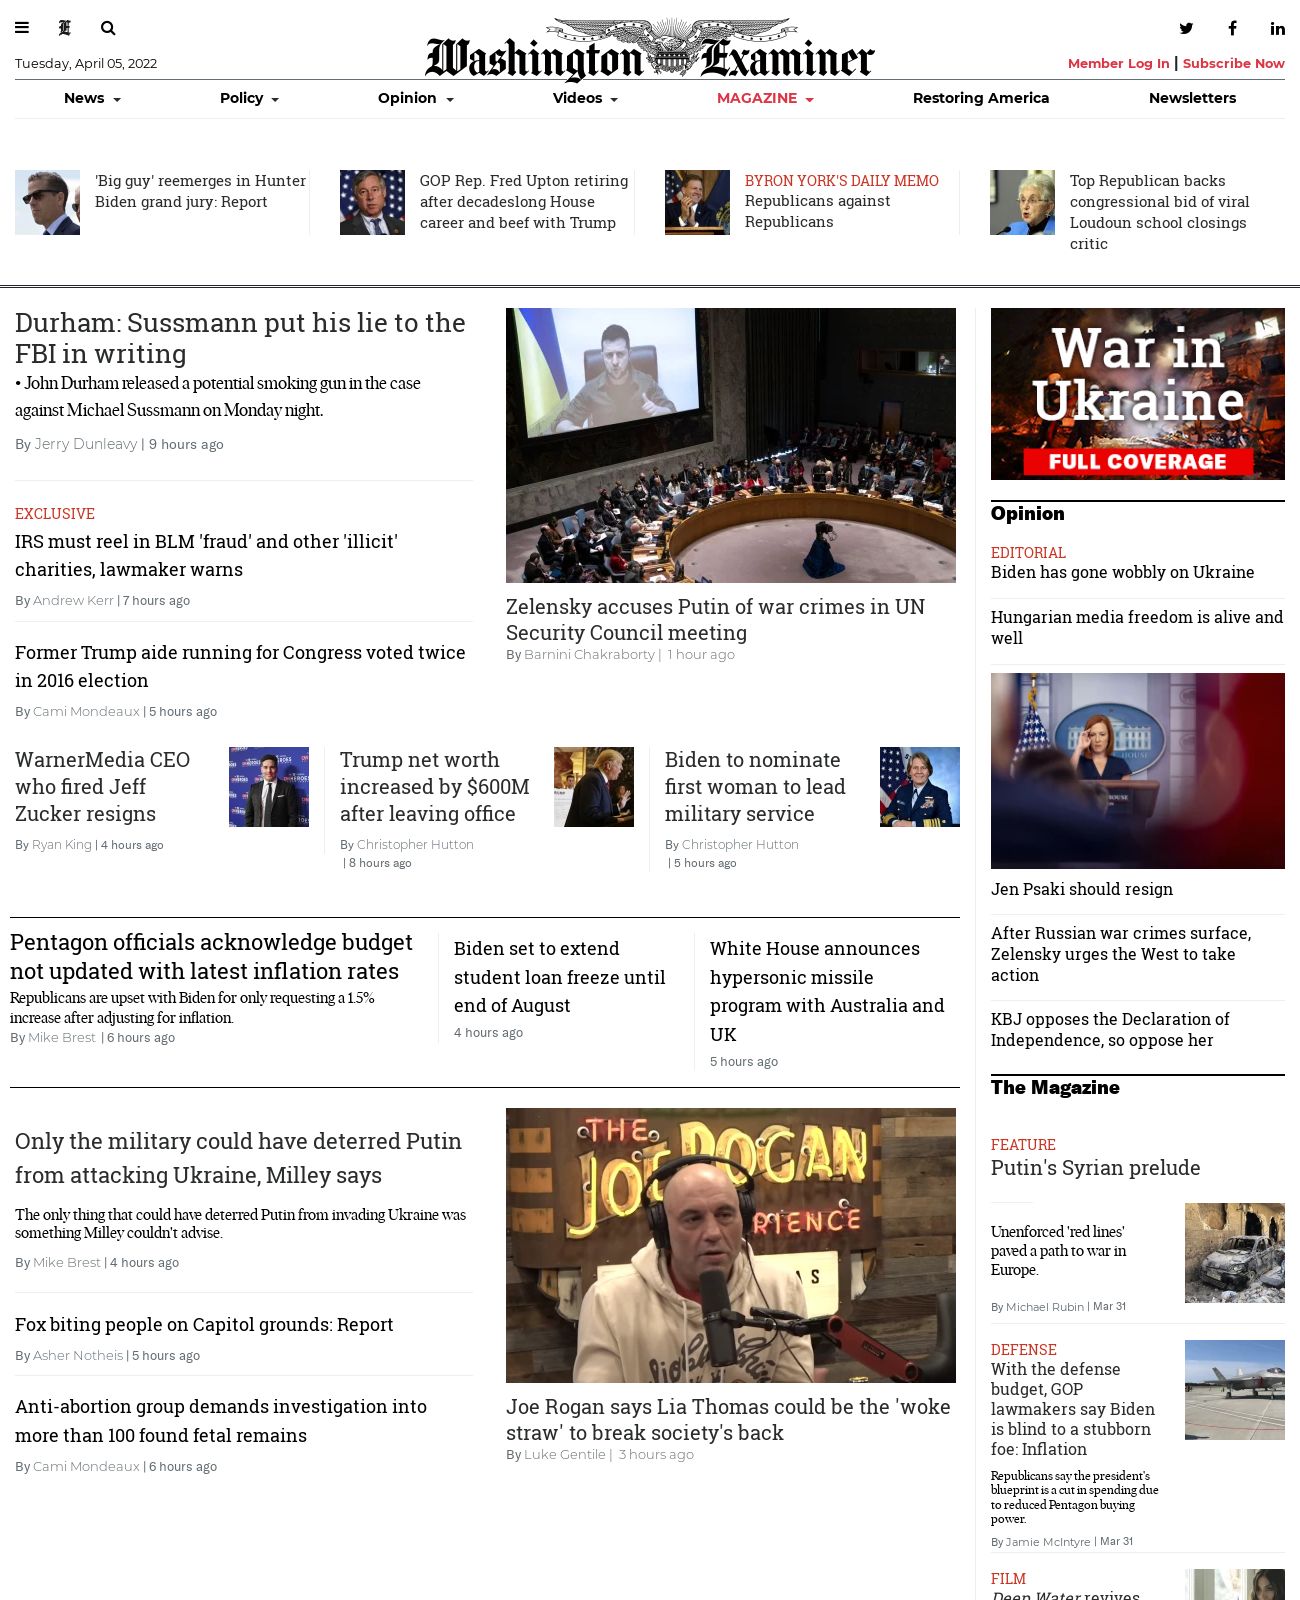 Washington Examiner
Tuesday, April 05, 2022
Member Log In | Subscribe Now
News
Policy
Opinion
Videos
MAGAZINE
Restoring America
Newsletters
'Big guy' reemerges in Hunter
Biden grand jury: Report
GOP Rep. Fred Upton retiring
after decadeslong House
career and beef with Trump
BYRON YORK'S DAILY MEMO
Republicans against
Republicans
Top Republican backs
congressional bid of viral
Loudoun school closings
critic
Durham: Sussmann put his lie to the
FBI in writing
• John Durham released a potential smoking gun in the case
against Michael Sussmann on Monday night.
By Jerry Dunleavy | 9 hours ago
EXCLUSIVE
IRS must reel in BLM 'fraud' and other 'illicit'
charities, lawmaker warns
By Andrew Kerr | 7 hours ago
Former Trump aide running for Congress voted twice
in 2016 election
By Cami Mondeaux | 5 hours ago
Zelensky accuses Putin of war crimes in UN
Security Council meeting
By Barnini Chakraborty | 1 hour ago
WarnerMedia CEO
who fired Jeff
Zucker resigns
By Ryan King | 4 hours ago
Trump net worth
increased by $600M
after leaving office
By Christopher Hutton
| 8 hours ago
Biden to nominate
first woman to lead
military service
By Christopher Hutton
| 5 hours ago
Pentagon officials acknowledge budget
not updated with latest inflation rates
Republicans are upset with Biden for only requesting a 1.5%
increase after adjusting for inflation.
By Mike Brest | 6 hours ago
Biden set to extend
student loan freeze until
end of August
4 hours ago
White House announces
hypersonic missile
program with Australia and
UK
5 hours ago
Only the military could have deterred Putin
from attacking Ukraine, Milley says
The only thing that could have deterred Putin from invading Ukraine was
something Milley couldn't advise.
By Mike Brest | 4 hours ago
Fox biting people on Capitol grounds: Report
By Asher Notheis | 5 hours ago
Anti-abortion group demands investigation into
more than 100 found fetal remains
By Cami Mondeaux | 6 hours ago
THE
JOE ROGAN
Joe Rogan says Lia Thomas could be the 'woke
straw' to break society's back
By Luke Gentile | 3 hours ago
War in
Ukraine
FULL COVERAGE
Opinion
EDITORIAL
Biden has gone wobbly on Ukraine
Hungarian media freedom is alive and
well
Jen Psaki should resign
After Russian war crimes surface,
Zelensky urges the West to take
action
KBJ opposes the Declaration of
Independence, so oppose her
The Magazine
FEATURE
Putin's Syrian prelude
Unenforced 'red lines'
paved a path to war in
Europe.
By Michael Rubin | Mar 31
DEFENSE
With the defense
budget, GOP
lawmakers say Biden
is blind to a stubborn
foe: Inflation
Republicans say the president's
blueprint is a cut in spending due
to reduced Pentagon buying
power.
By Jamie McIntyre | Mar 31
FILM
Deep Water revives